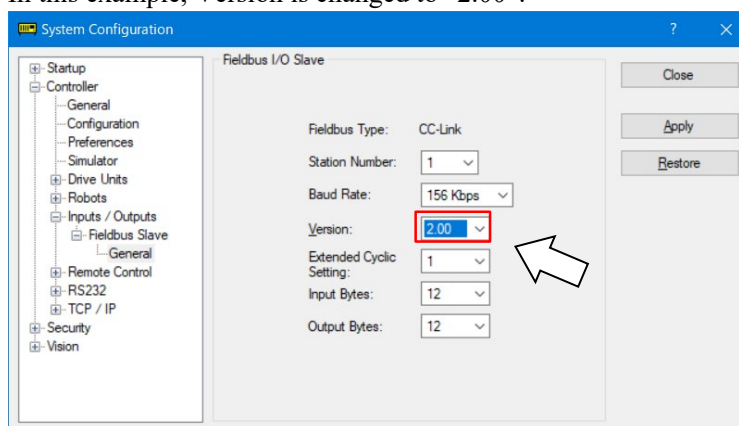 In this example, Version is changed to "2.00".
System Configuration
?
Startup
Controller
General
Configuration
Preferences
Simulator
Drive Units
Robots
Inputs / Outputs
Fieldbus Slave
General
Remote Control
RS232
TCP / IP
Security
Vision
Fieldbus I/O Slave
Fieldbus Type: CC-Link
Station Number: 1
Baud Rate: 156 Kbps
Version: 2.00
Extended Cyclic
Setting: 1
Input Bytes: 12
Output Bytes: 12
Close
Apply
Restore